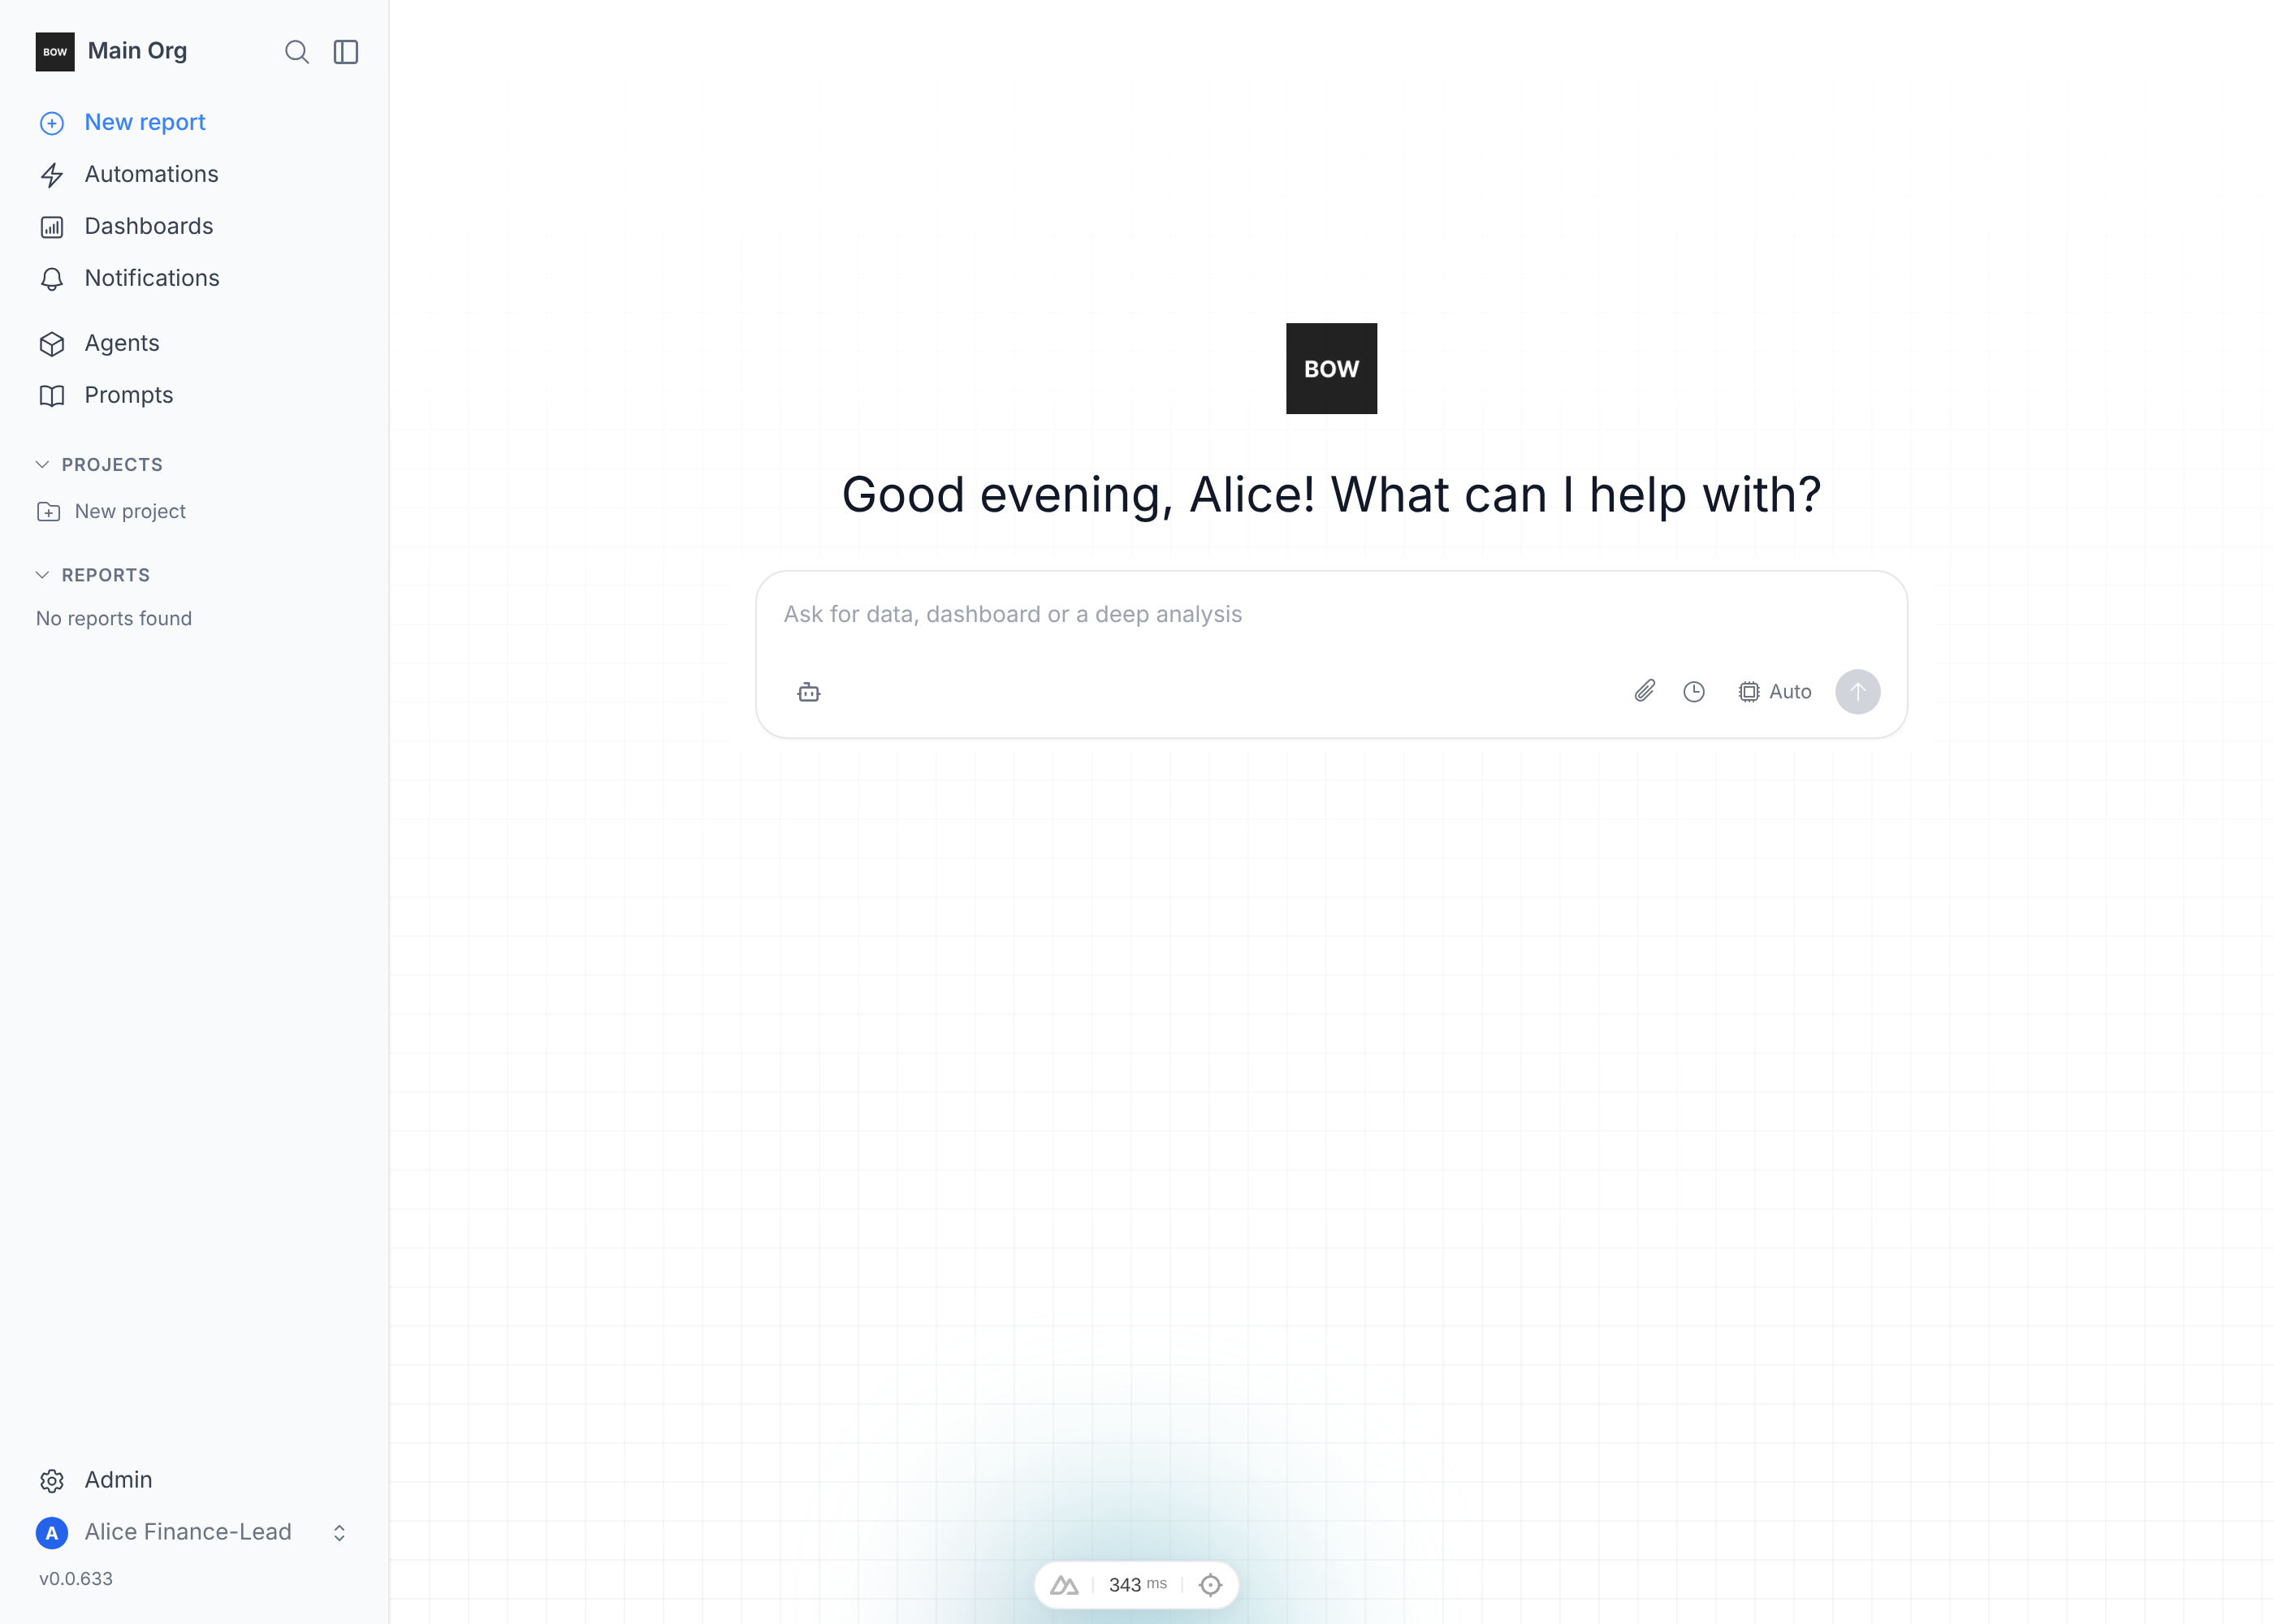 BOW
Main Org
New report
Automations
Dashboards
Notifications
Agents
Prompts
PROJECTS
New project
REPORTS
No reports found
Admin
A
Alice Finance-Lead
v0.0.633
BOW
Good evening, Alice! What can I help with?
Ask for data, dashboard or a deep analysis
Auto
343 ms